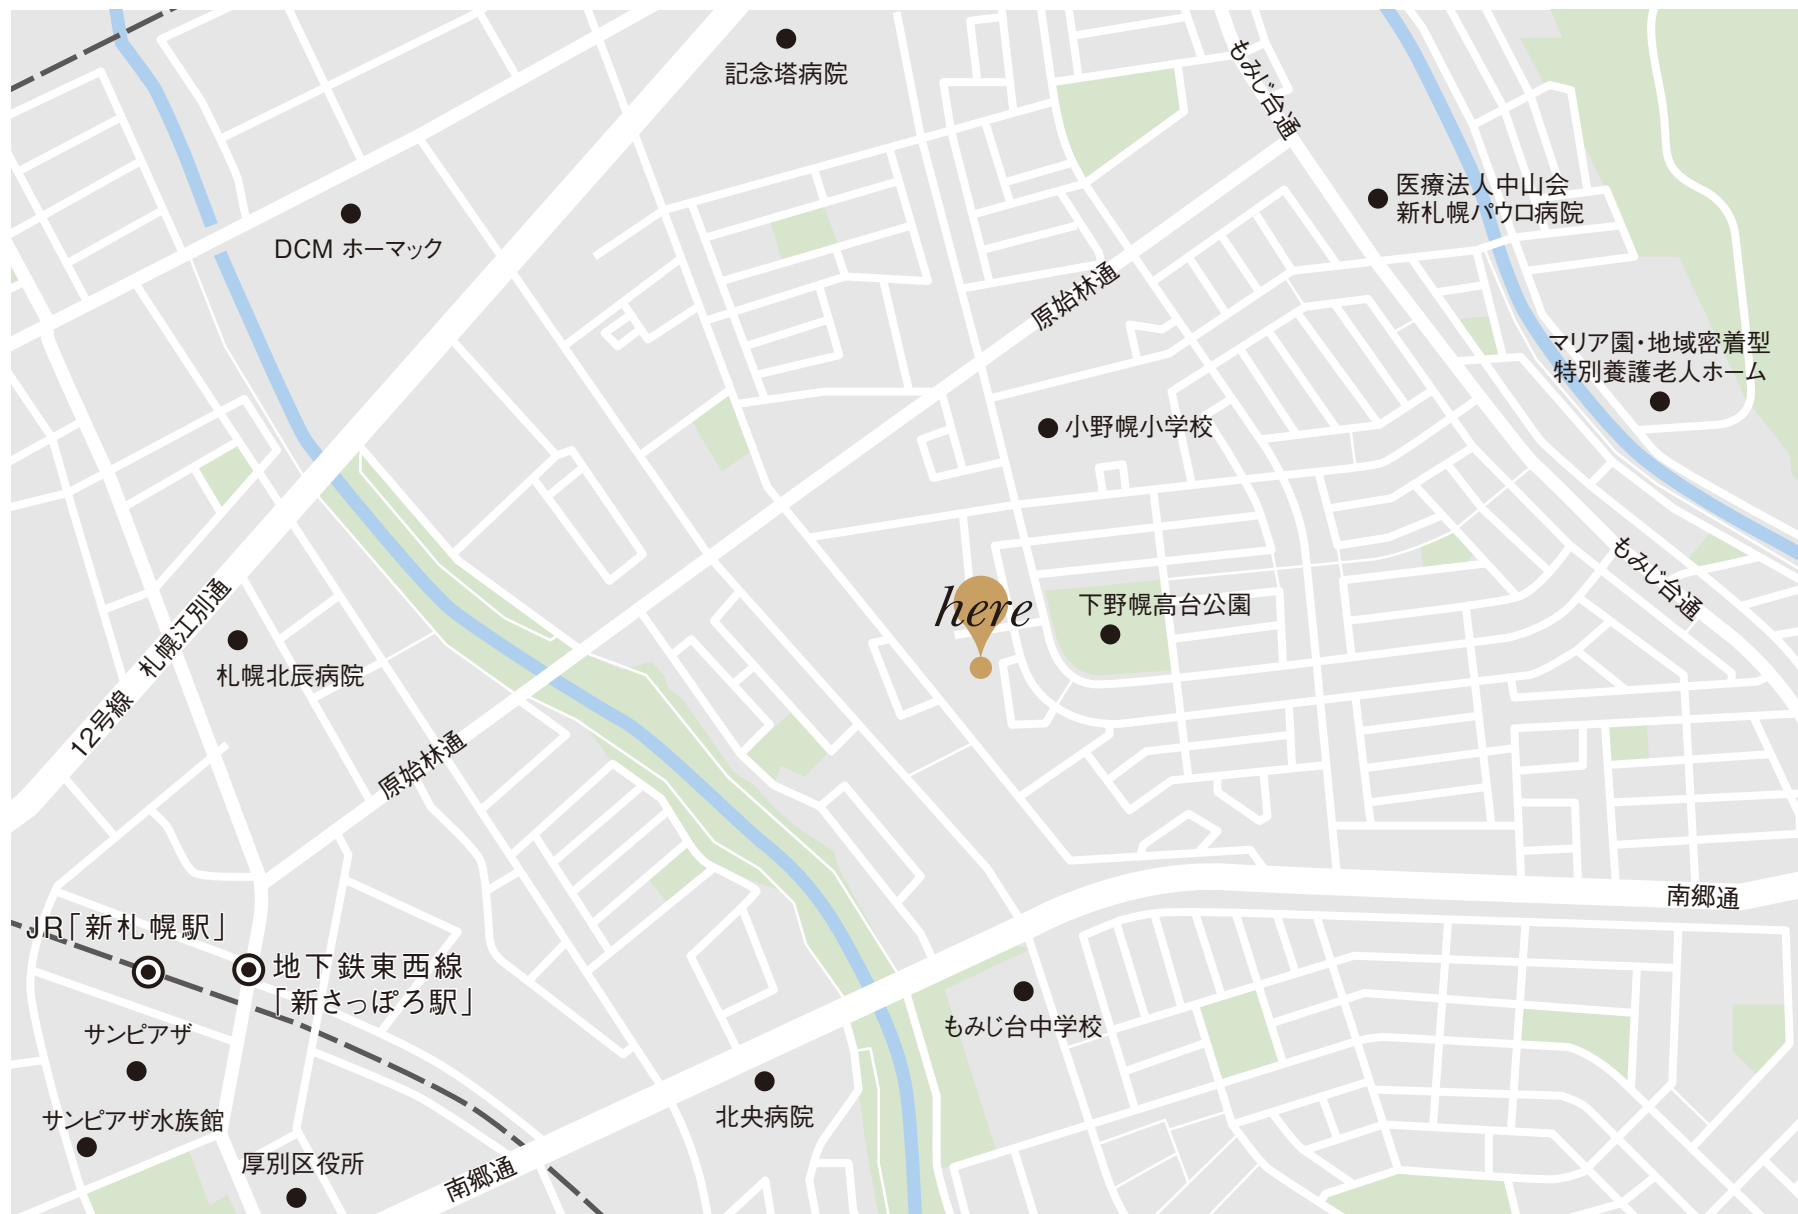 もみじ台通
記念塔病院
医療法人中山会
新札幌パウロ病院
DCM ホーマック
原始林通
マリア園・地域密着型
特別養護老人ホーム
小野幌小学校
もみじ台通
here
下野幌高台公園
12号線 札幌江別通
札幌北辰病院
原始林通
南郷通
JR「新札幌駅」
地下鉄東西線
「新さっぽろ駅」
もみじ台中学校
サンピアザ
北央病院
サンピアザ水族館
厚別区役所
南郷通